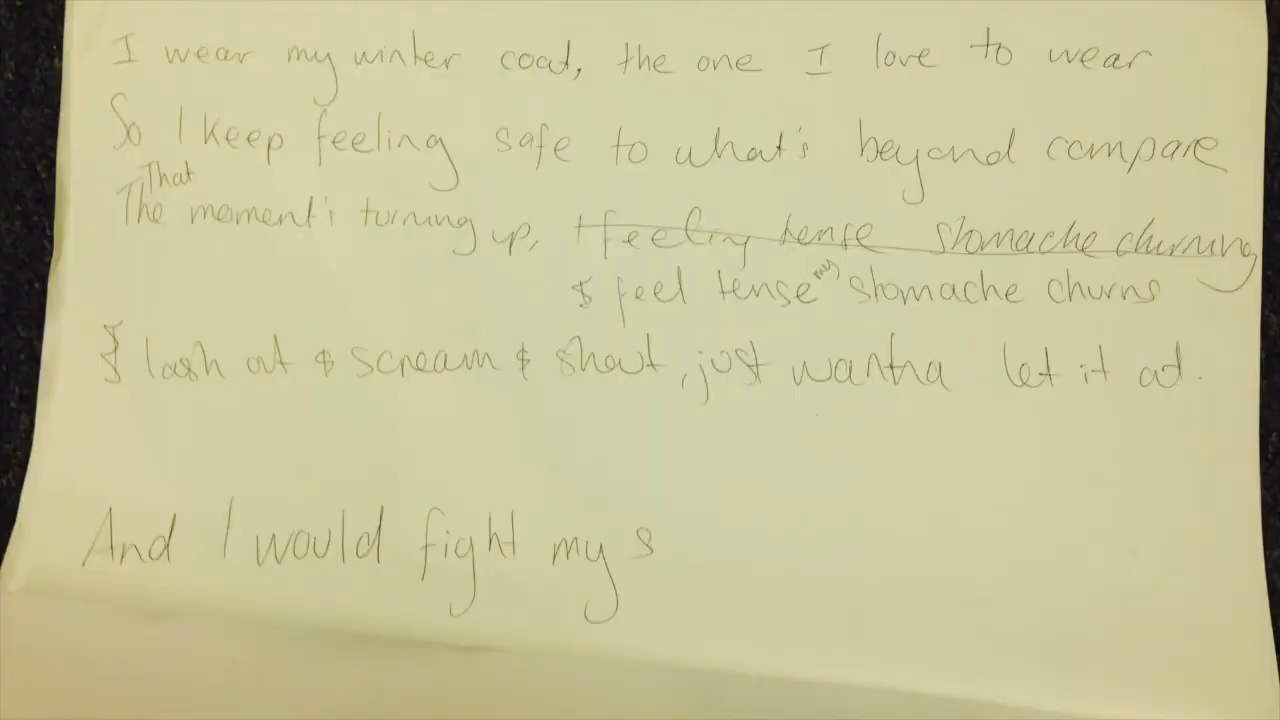 I wear my winter coat, the one I love to wear
So I keep feeling safe to what's beyond compare
That
The moment's turning up, feeling tense stomache churning
& feel tense my stomache churns
& lash out & scream & shout, just wanna let it out.
And I would fight my s